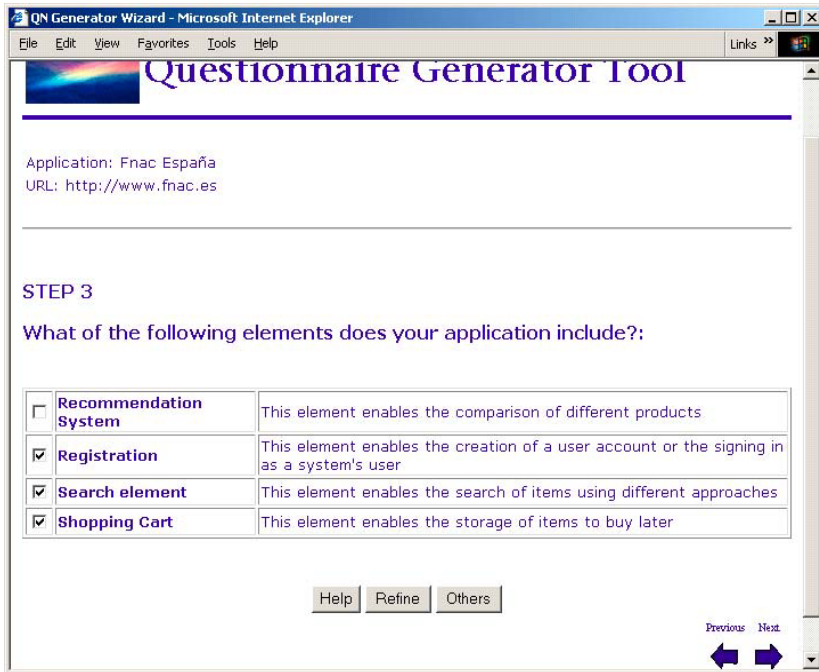 QN Generator Wizard - Microsoft Internet Explorer
File Edit View Favorites Tools Help Links »
Questionnaire Generator Tool
Application: Fnac España
URL: http://www.fnac.es
STEP 3
What of the following elements does your application include?:
Recommendation
System
This element enables the comparison of different products
Registration
This element enables the creation of a user account or the signing in
as a system's user
Search element
This element enables the search of items using different approaches
Shopping Cart
This element enables the storage of items to buy later
Help Refine Others
Previous Next